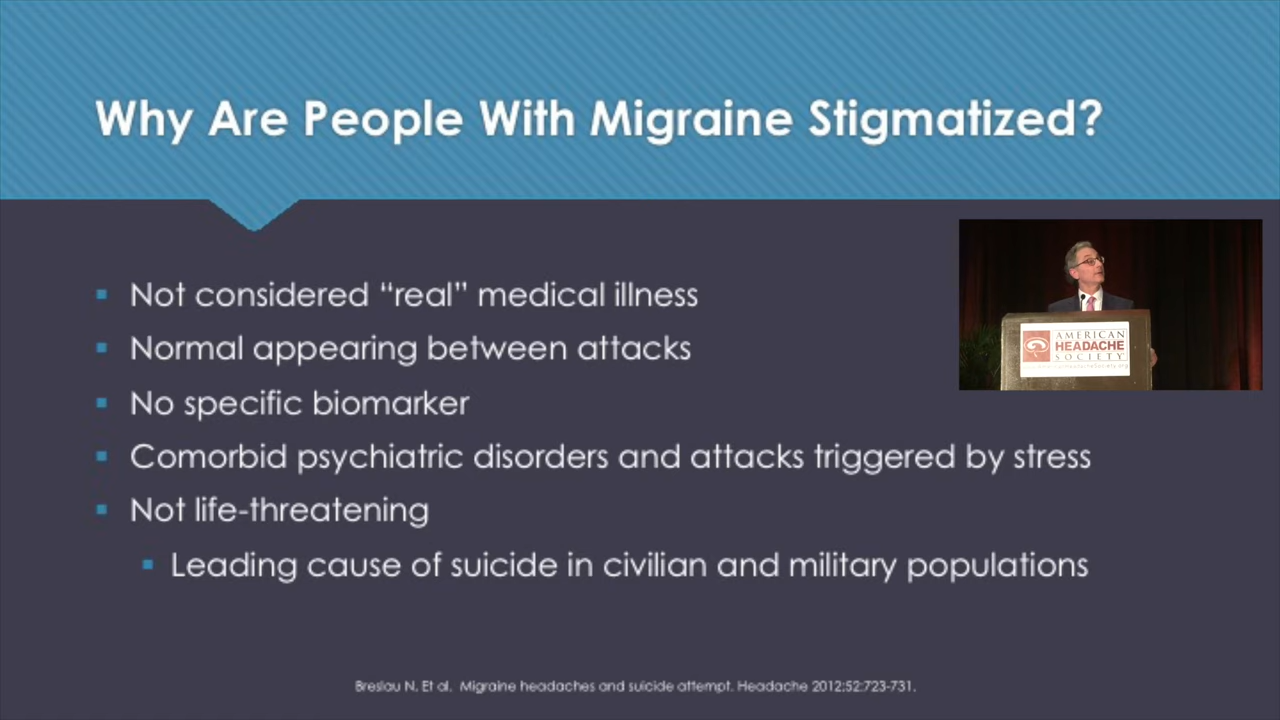 Why Are People With Migraine Stigmatized?
Not considered “real” medical illness
Normal appearing between attacks
No specific biomarker
Comorbid psychiatric disorders and attacks triggered by stress
Not life-threatening
Leading cause of suicide in civilian and military populations
AMERICAN
HEADACHE
SOCIETY
Breslau N. Et al. Migraine headaches and suicide attempt. Headache 2012;52:723-731.